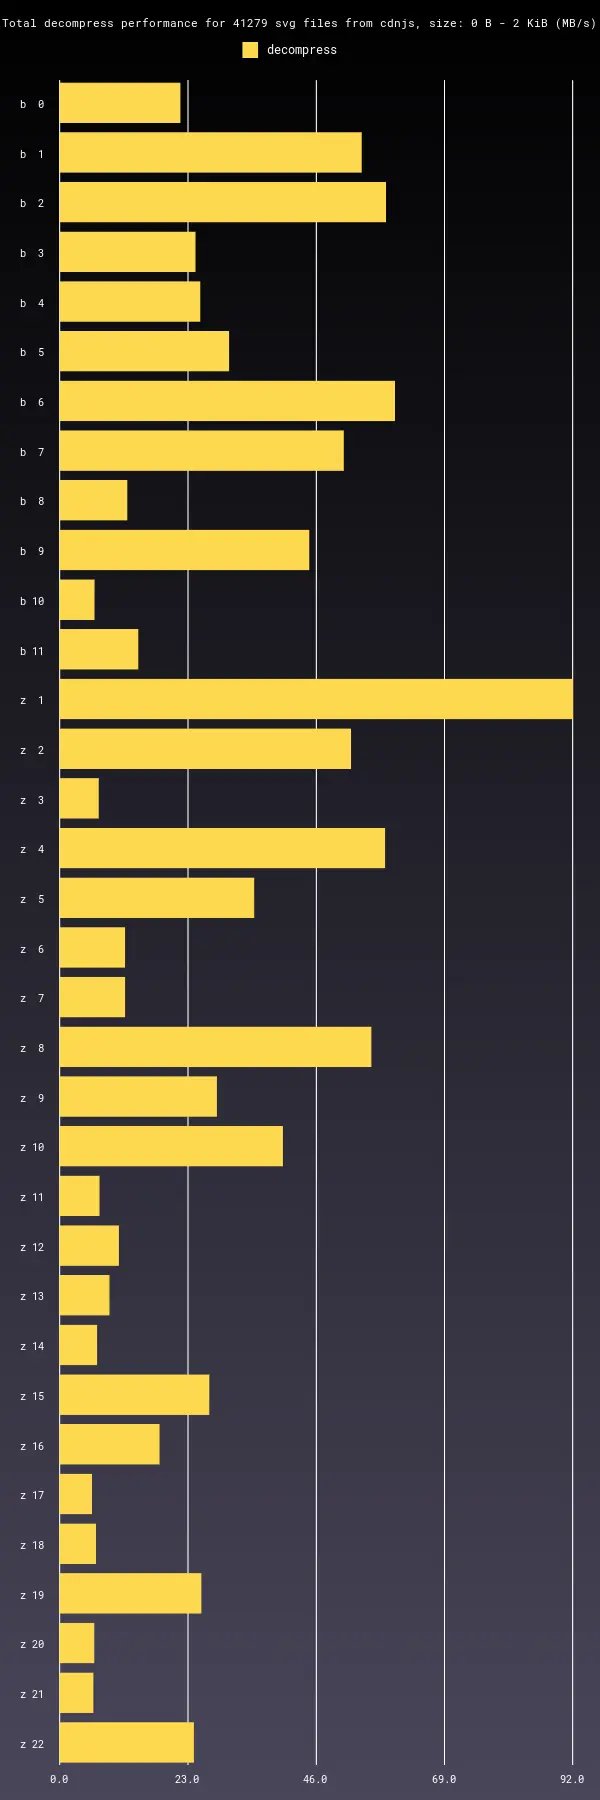 Total decompress performance for 41279 svg files from cdnjs, size: 0 B - 2 KiB (MB/s)
decompress
b 0
b 1
b 2
b 3
b 4
b 5
b 6
b 7
b 8
b 9
b 10
b 11
z 1
z 2
z 3
z 4
z 5
z 6
z 7
z 8
z 9
z 10
z 11
z 12
z 13
z 14
z 15
z 16
z 17
z 18
z 19
z 20
z 21
z 22
0.0 23.0 46.0 69.0 92.0